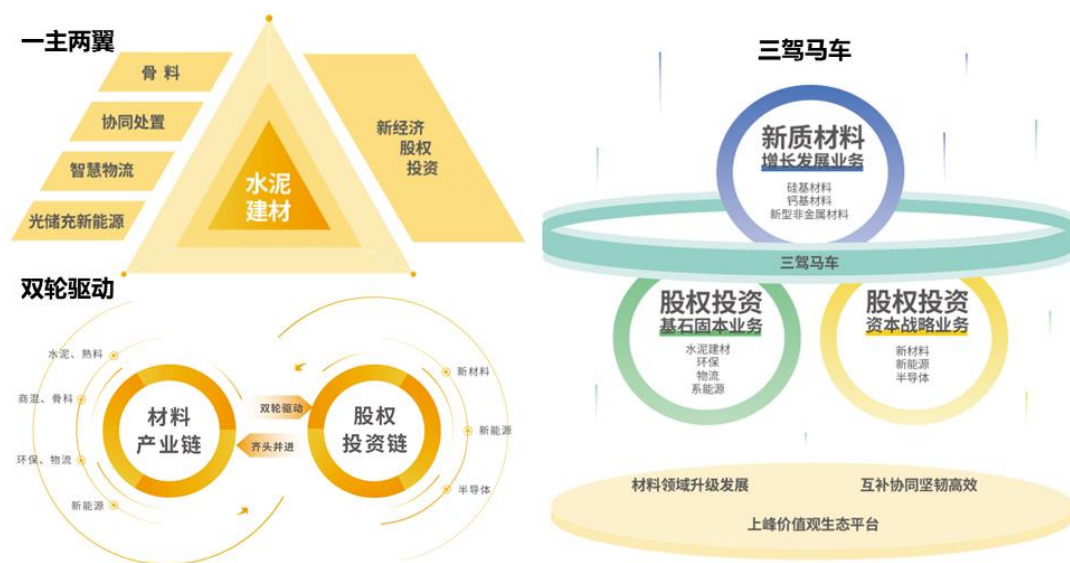 一主两翼
骨 料
协同处置
智慧物流
光储充新能源
水泥
建材
新经济
股权
投资
双轮驱动
水泥、熟料
商混、骨科
环保、物流
新能源
材料
产业链
双轮驱动
齐头并进
股权
投资链
新材料
新能源
半导体
三驾马车
新质材料
增长发展业务
硅基材料
钙基材料
新型非金属材料
三驾马车
股权投资
基石固本业务
水泥建材
环保
物流
系能源
股权投资
资本战略业务
新材料
新能源
半导体
材料领域升级发展
互补协同坚韧高效
上峰价值观生态平台